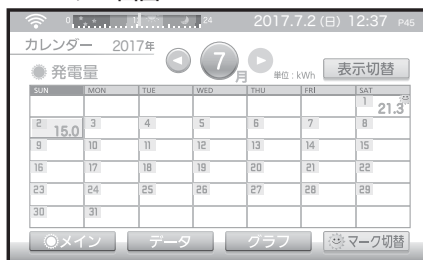 0 24 2017.7.2 (日) 12:37 P45
カレンダー 2017年 7月
発電量 単位：kWh 表示切替
SUN MON TUE WED THU FRI SAT
1 21.3
2 15.0 3 4 5 6 7 8
9 10 11 12 13 14 15
16 17 18 19 20 21 22
23 24 25 26 27 28 29
30 31
メイン データ グラフ マーク切替